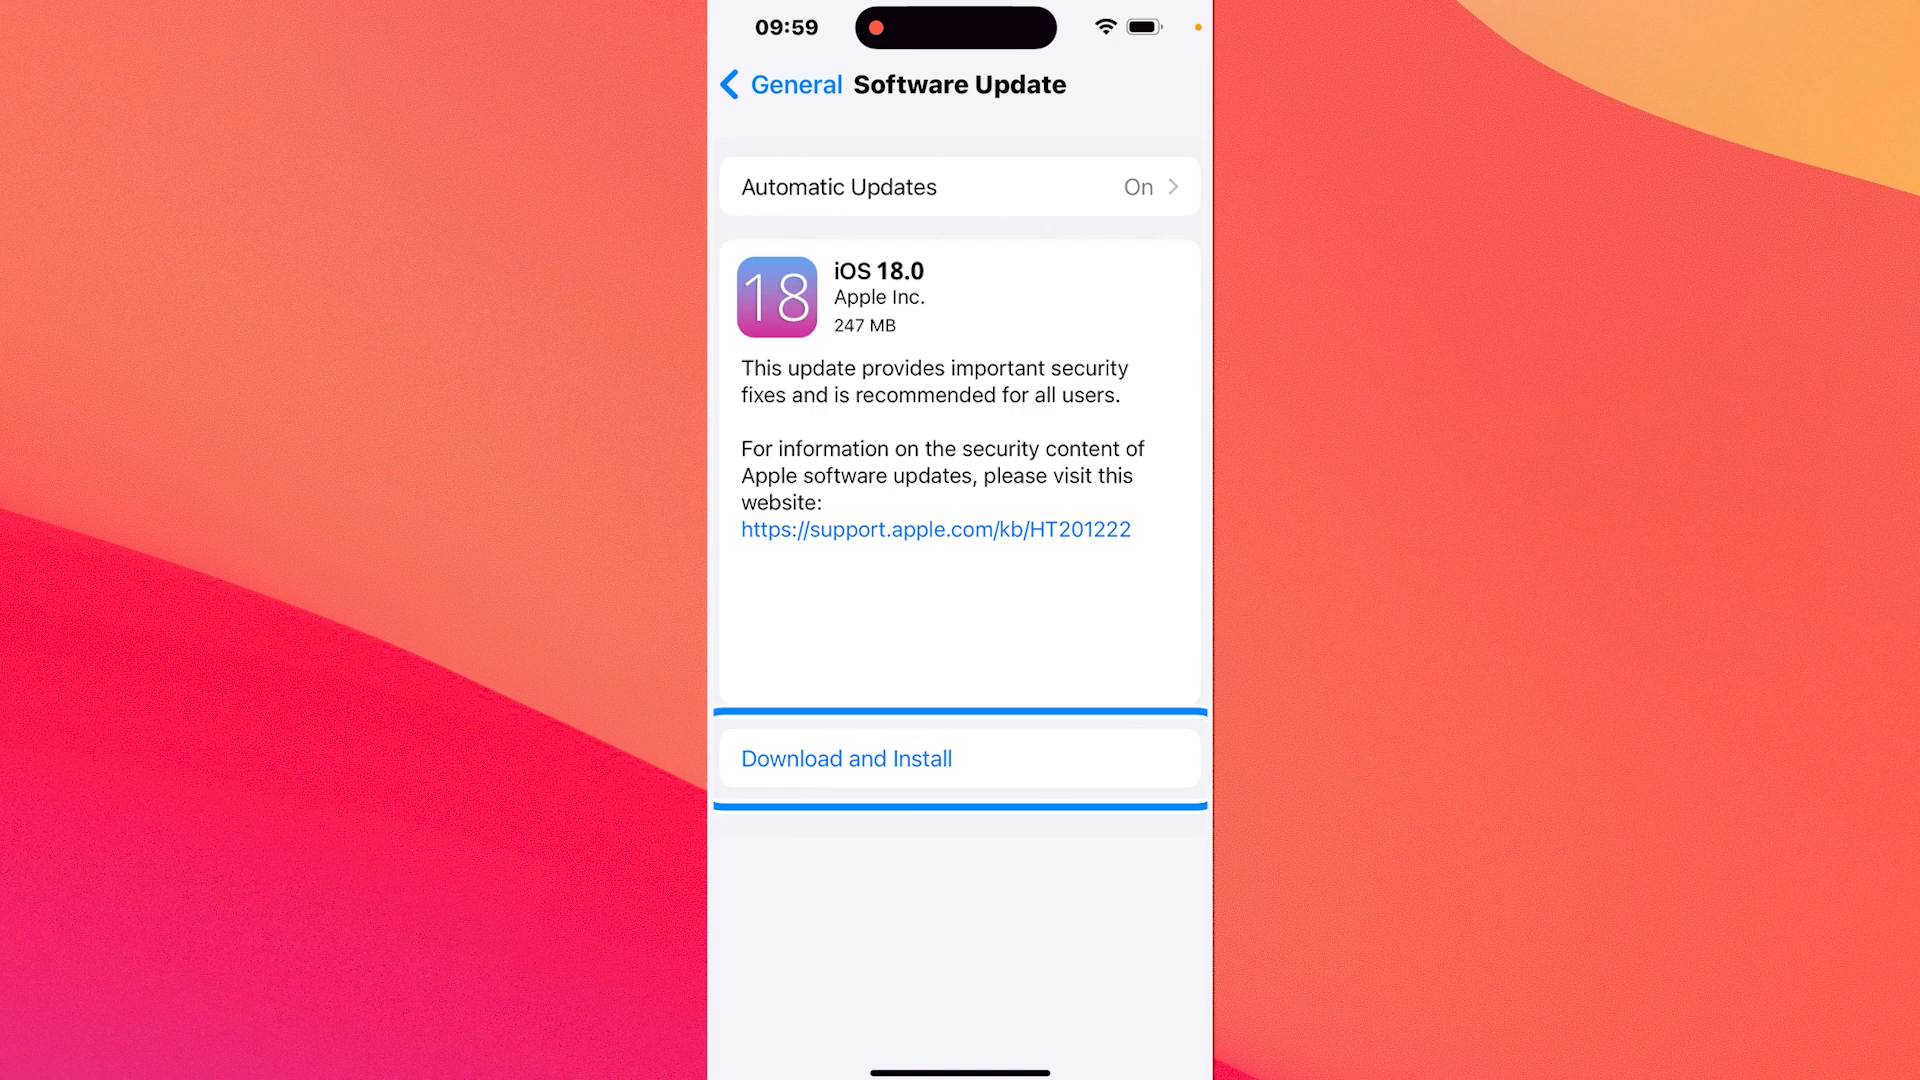 09:59
General Software Update
Automatic Updates On
18
iOS 18.0
Apple Inc.
247 MB
This update provides important security
fixes and is recommended for all users.
For information on the security content of
Apple software updates, please visit this
website:
https://support.apple.com/kb/HT201222
Download and Install